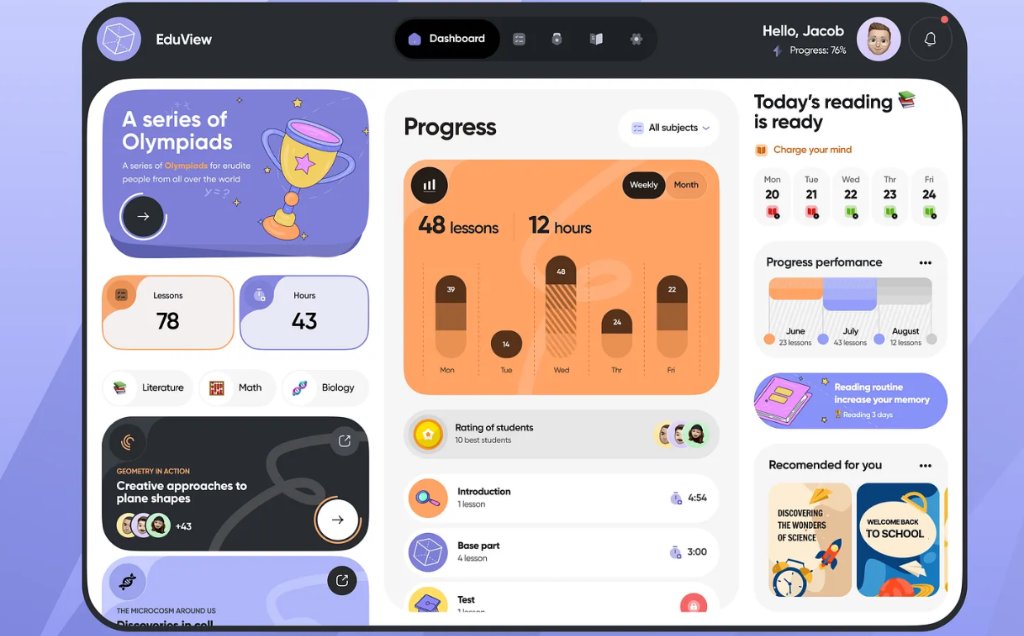 EduView
Dashboard
Hello, Jacob
Progress: 76%
A series of
Olympiads
A series of Olympiads for erudite
people from all over the world
Lessons
78
Hours
43
Literature
Math
Biology
GEOMETRY IN ACTION
Creative approaches to
plane shapes
+43
THE MICROCOSM AROUND US
Discoveries in cell
Progress
All subjects
Weekly
Month
48 lessons
12 hours
39
14
48
24
22
Mon
Tue
Wed
Thr
Fri
Rating of students
10 best students
Introduction
1 lesson
4:54
Base part
4 lesson
3:00
Test
1 lesson
Today's reading
is ready
Charge your mind
Mon
Tue
Wed
Thr
Fri
20
21
22
23
24
Progress perfomance
June
23 lessons
July
43 lessons
August
12 lessons
Reading routine
increase your memory
Reading 3 days
Recomended for you
DISCOVERING
THE WONDERS
OF SCIENCE
WELCOME BACK
TO SCHOOL